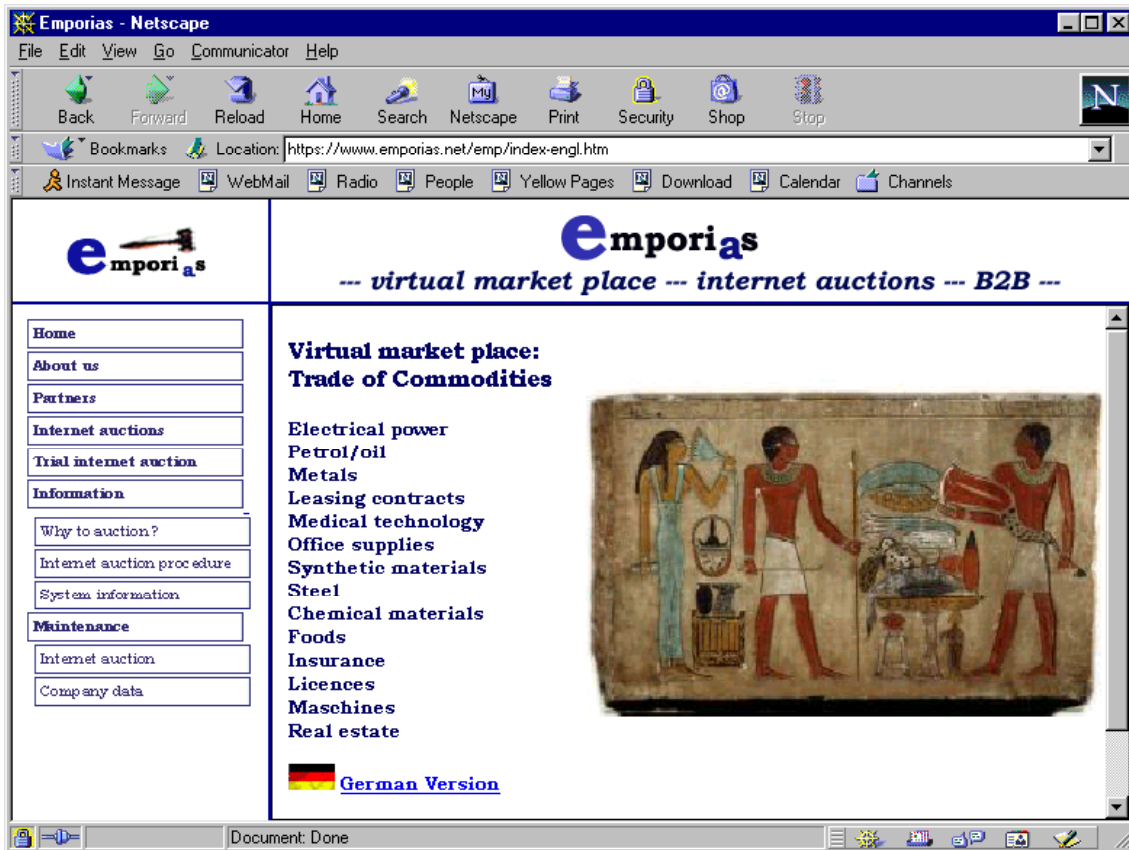 Emporias - Netscape
File Edit View Go Communicator Help
Back Forward Reload Home Search Netscape Print Security Shop Stop
My
N
Bookmarks Location: https://www.emporias.net/emp/index-engl.htm
Instant Message WebMail Radio People Yellow Pages Download Calendar Channels
emporias
emporias
--- virtual market place --- internet auctions --- B2B ---
Home
About us
Partners
Internet auctions
Trial internet auction
Information
Why to auction?
Internet auction procedure
System information
Maintenance
Internet auction
Company data
Virtual market place:
Trade of Commodities
Electrical power
Petrol/oil
Metals
Leasing contracts
Medical technology
Office supplies
Synthetic materials
Steel
Chemical materials
Foods
Insurance
Licences
Maschines
Real estate
German Version
Document: Done